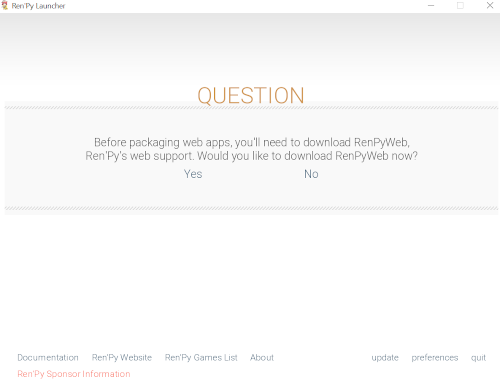 Ren'Py Launcher
QUESTION
Before packaging web apps, you'll need to download RenPyWeb,
Ren'Py's web support. Would you like to download RenPyWeb now?
Yes No
Documentation Ren'Py Website Ren'Py Games List About update preferences quit
Ren'Py Sponsor Information